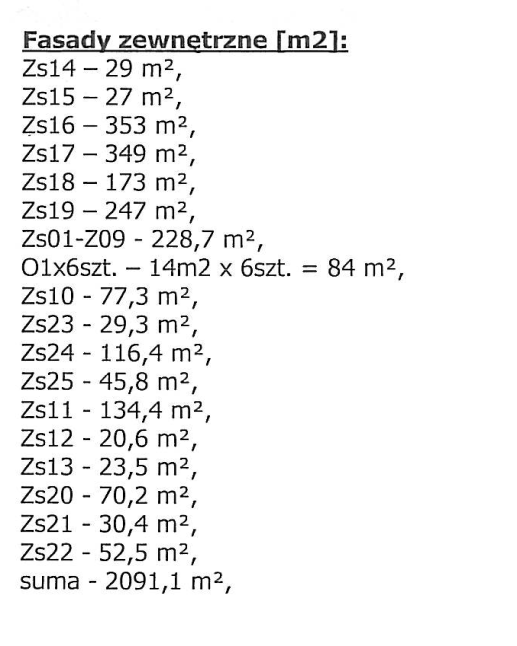 Fasady zewnętrzne [m2]:
Zs14 – 29 m²,
Zs15 – 27 m²,
Zs16 – 353 m²,
Zs17 – 349 m²,
Zs18 – 173 m²,
Zs19 – 247 m²,
Zs01-Z09 - 228,7 m²,
O1x6szt. – 14m2 x 6szt. = 84 m²,
Zs10 - 77,3 m²,
Zs23 - 29,3 m²,
Zs24 - 116,4 m²,
Zs25 - 45,8 m²,
Zs11 - 134,4 m²,
Zs12 - 20,6 m²,
Zs13 - 23,5 m²,
Zs20 - 70,2 m²,
Zs21 - 30,4 m²,
Zs22 - 52,5 m²,
suma - 2091,1 m²,